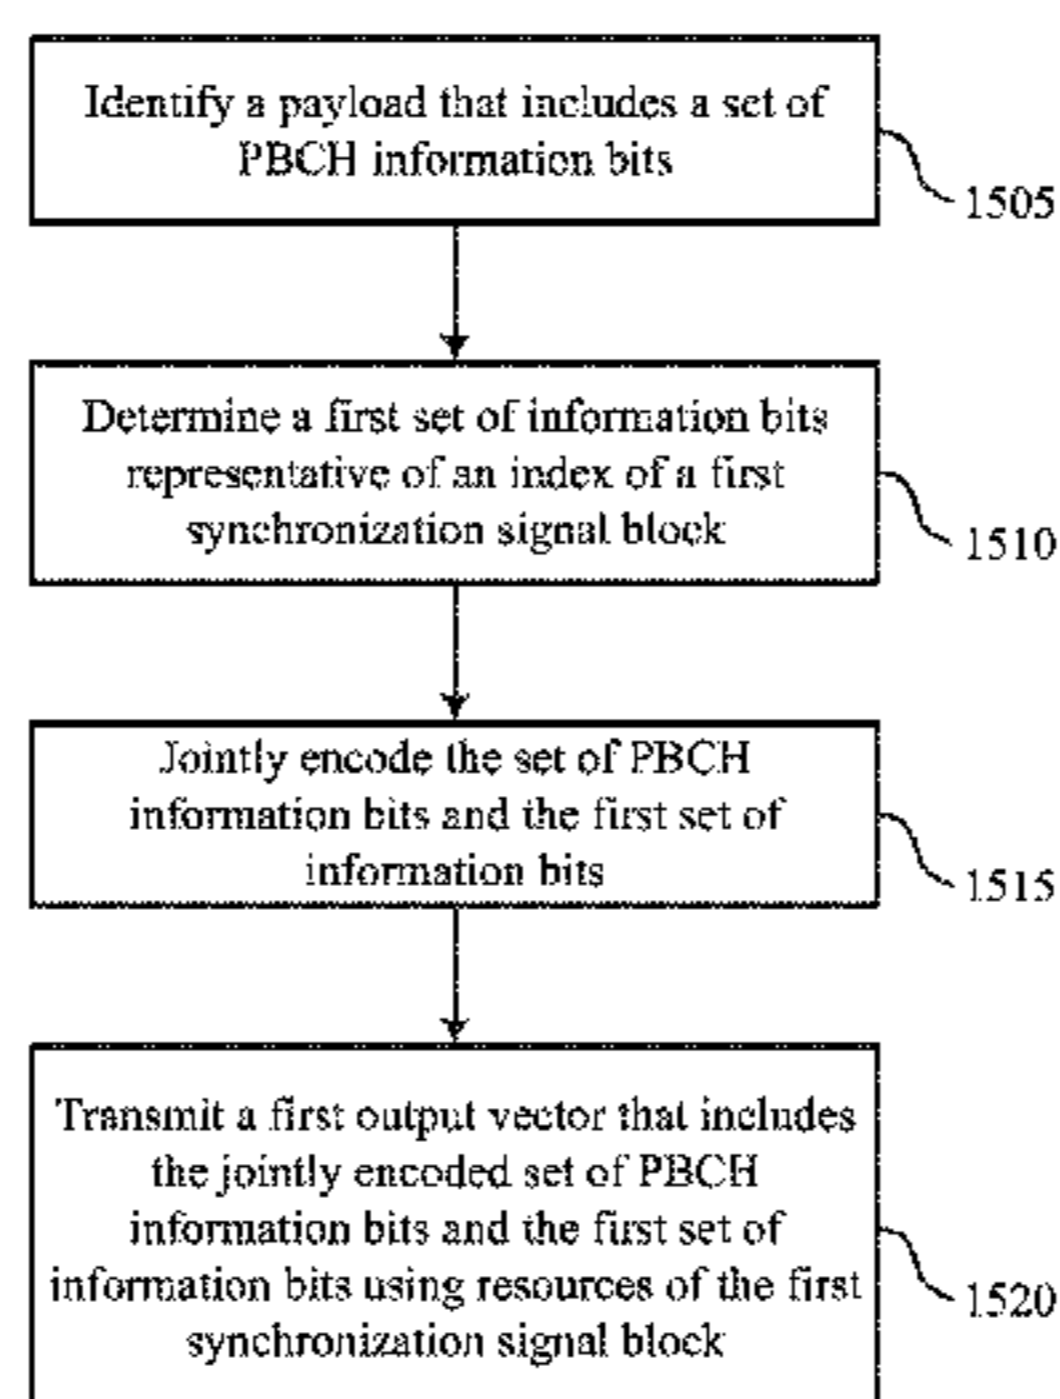 Identify a payload that includes a set of
PBCH information bits
1505
Determine a first set of information bits
representative of an index of a first
synchronization signal block
1510
Jointly encode the set of PBCH
information bits and the first set of
information bits
1515
Transmit a first output vector that includes
the jointly encoded set of PBCH
information bits and the first set of
information bits using resources of the first
synchronization signal block
1520